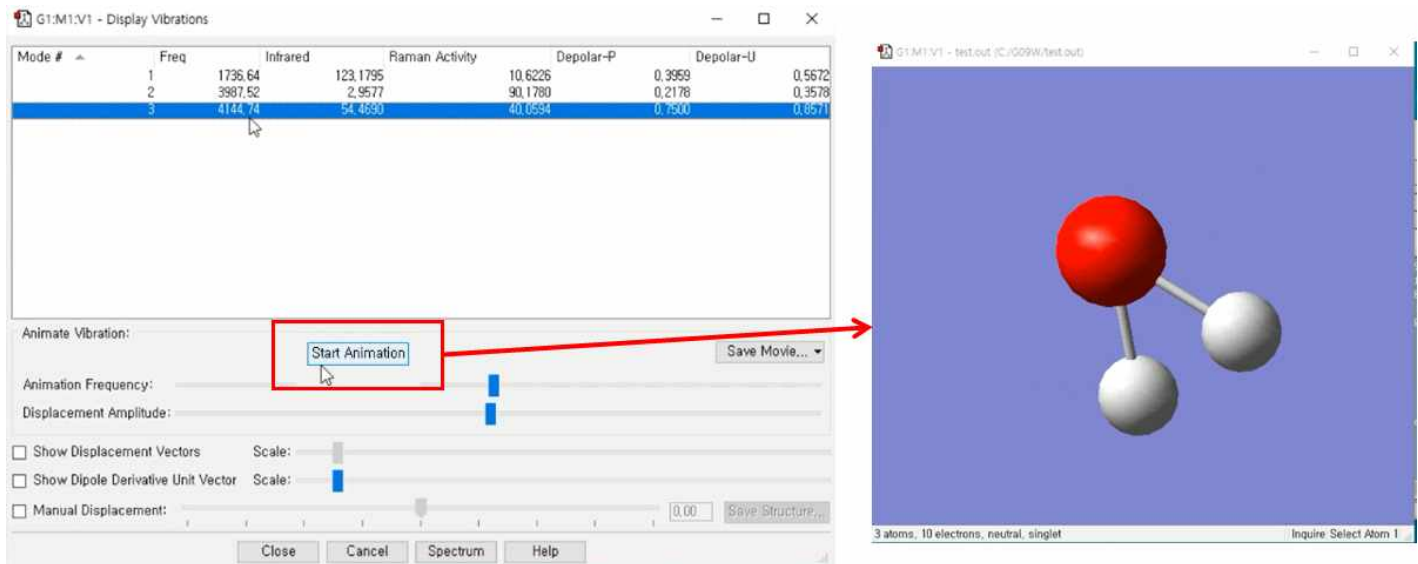 G1:M1:V1 - Display Vibrations
Mode # Freq Infrared Raman Activity Depolar-P Depolar-U
1 1736,64 123,1795 10,6226 0,3959 0,5672
2 3987,52 2,9577 90,1780 0,2178 0,3578
3 4144,74 54,4690 40,0594 0,7500 0,8571
Animate Vibration:
Start Animation
Save Movie...
Animation Frequency:
Displacement Amplitude:
Show Displacement Vectors Scale:
Show Dipole Derivative Unit Vector Scale:
Manual Displacement: 0,00 Save Structure...
Close Cancel Spectrum Help
G1:M1:V1 - test.out (C:/G09W/test.out)
3 atoms, 10 electrons, neutral, singlet Inquire Select Atom 1